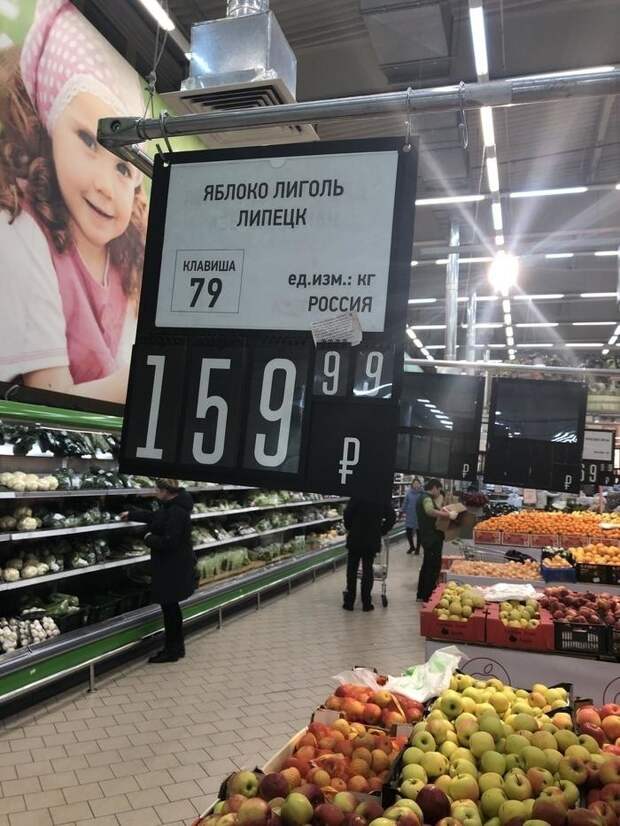 ЯБЛОКО ЛИГОЛЬ
ЛИПЕЦК
КЛАВИША
79
ед.изм.: кг
РОССИЯ
159 99
₽
₽
₽